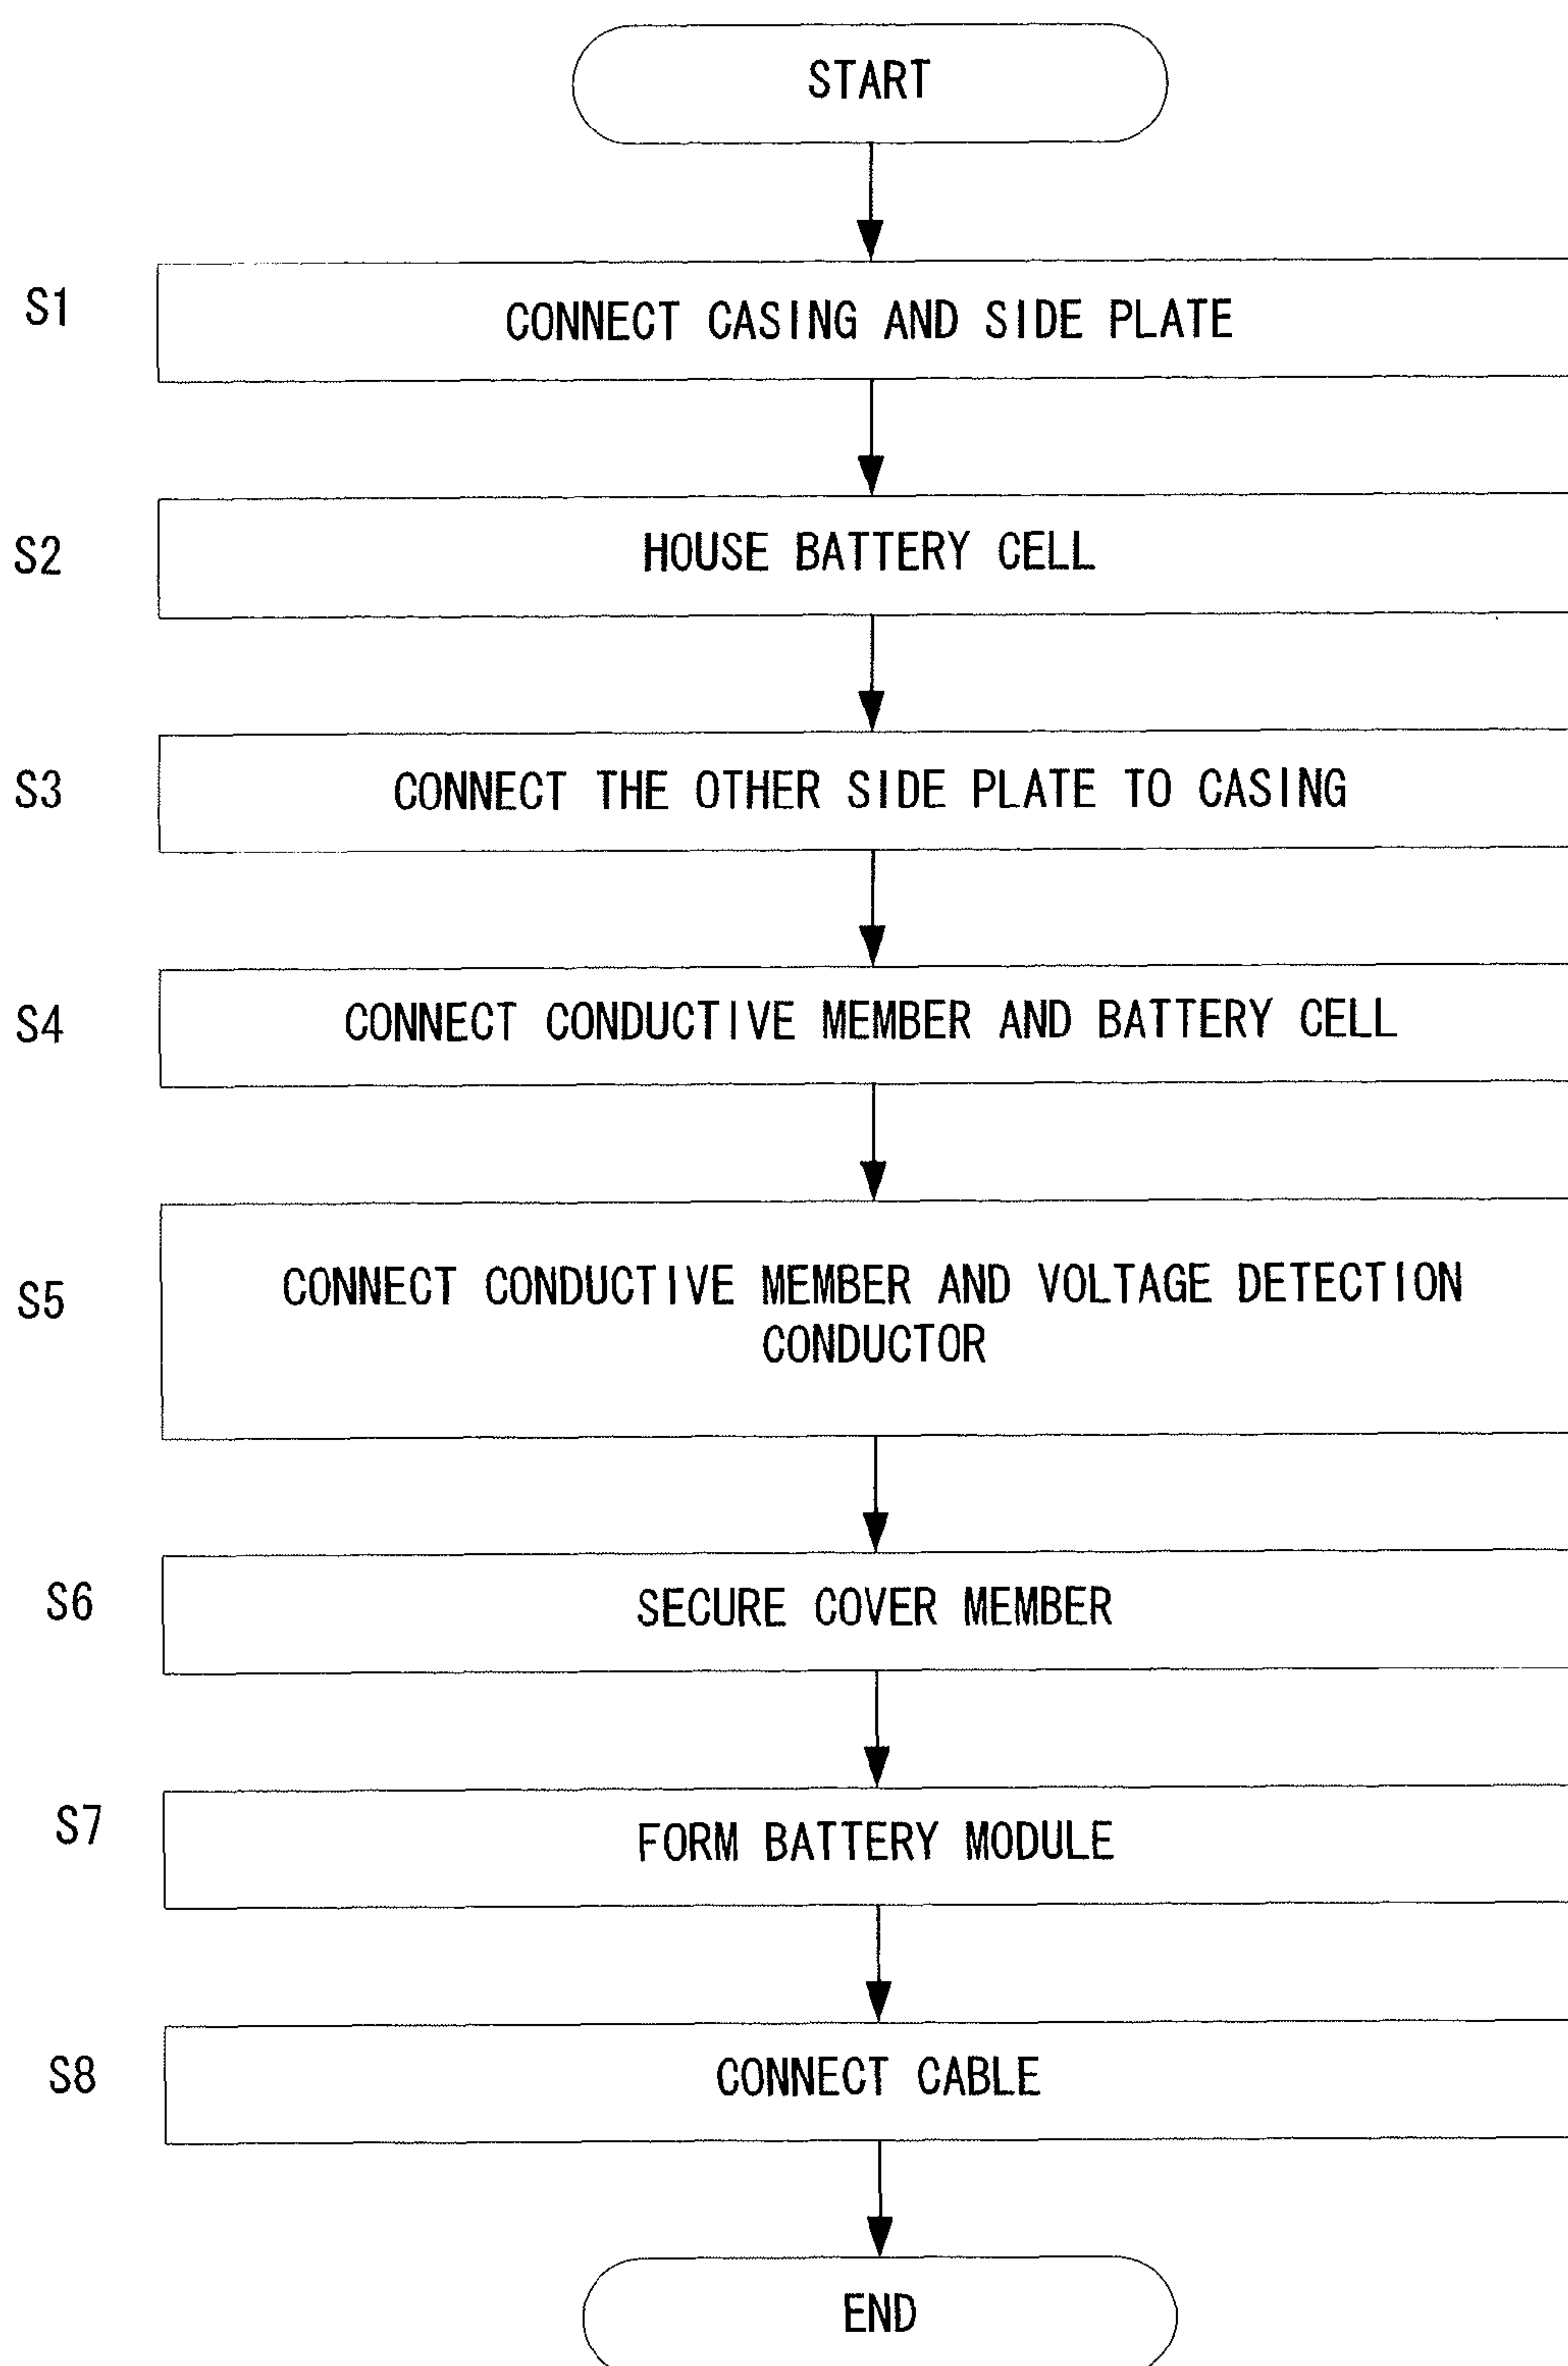 START
S1
CONNECT CASING AND SIDE PLATE
S2
HOUSE BATTERY CELL
S3
CONNECT THE OTHER SIDE PLATE TO CASING
S4
CONNECT CONDUCTIVE MEMBER AND BATTERY CELL
S5
CONNECT CONDUCTIVE MEMBER AND VOLTAGE DETECTION
CONDUCTOR
S6
SECURE COVER MEMBER
S7
FORM BATTERY MODULE
S8
CONNECT CABLE
END